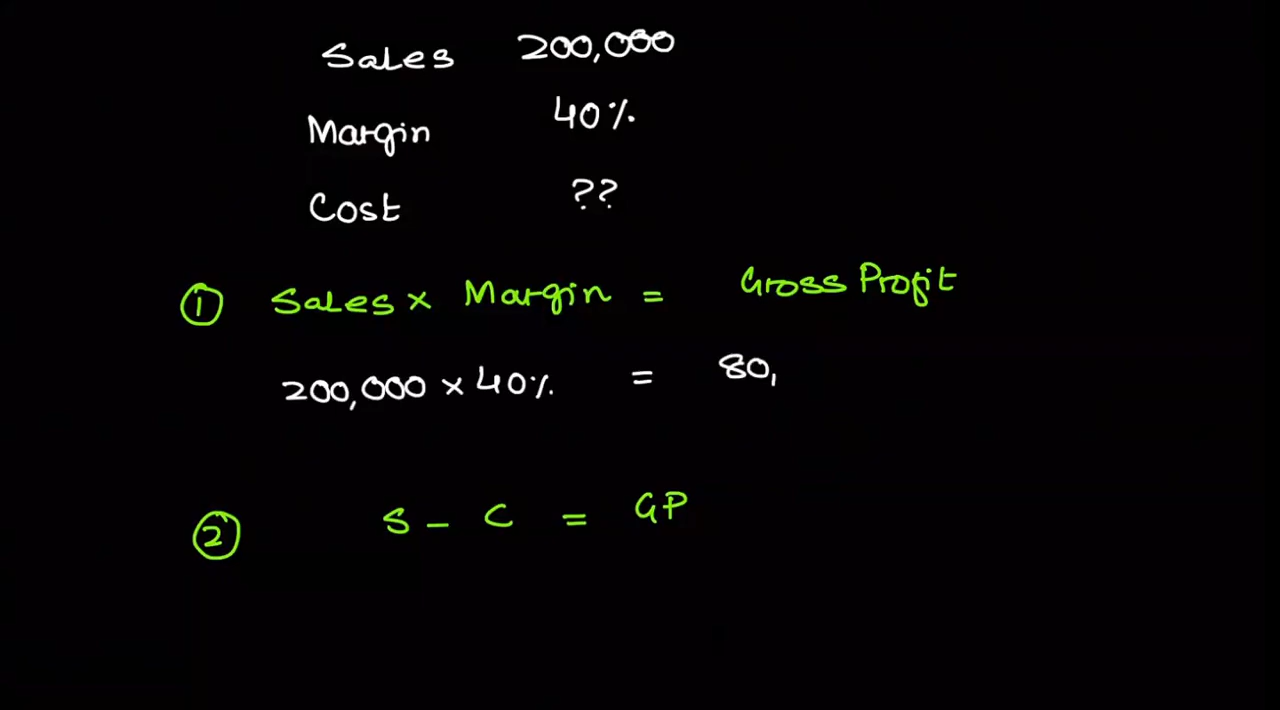 Sales 200,000
Margin 40%
Cost ??
① Sales × Margin = Gross Profit
200,000 × 40% = 80,
② S - C = GP